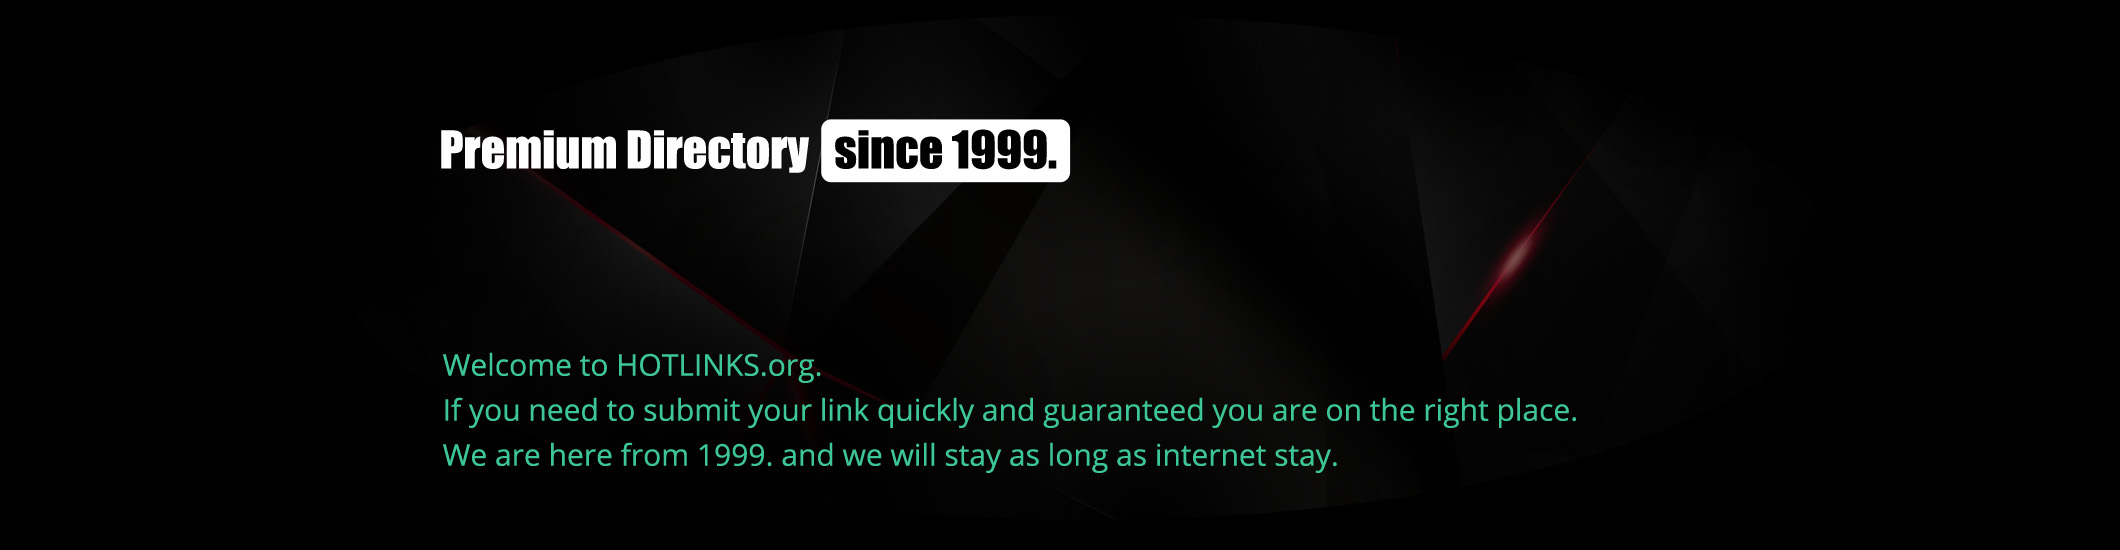 Premium Directory since 1999.
Welcome to HOTLINKS.org.
If you need to submit your link quickly and guaranteed you are on the right place.
We are here from 1999. and we will stay as long as internet stay.